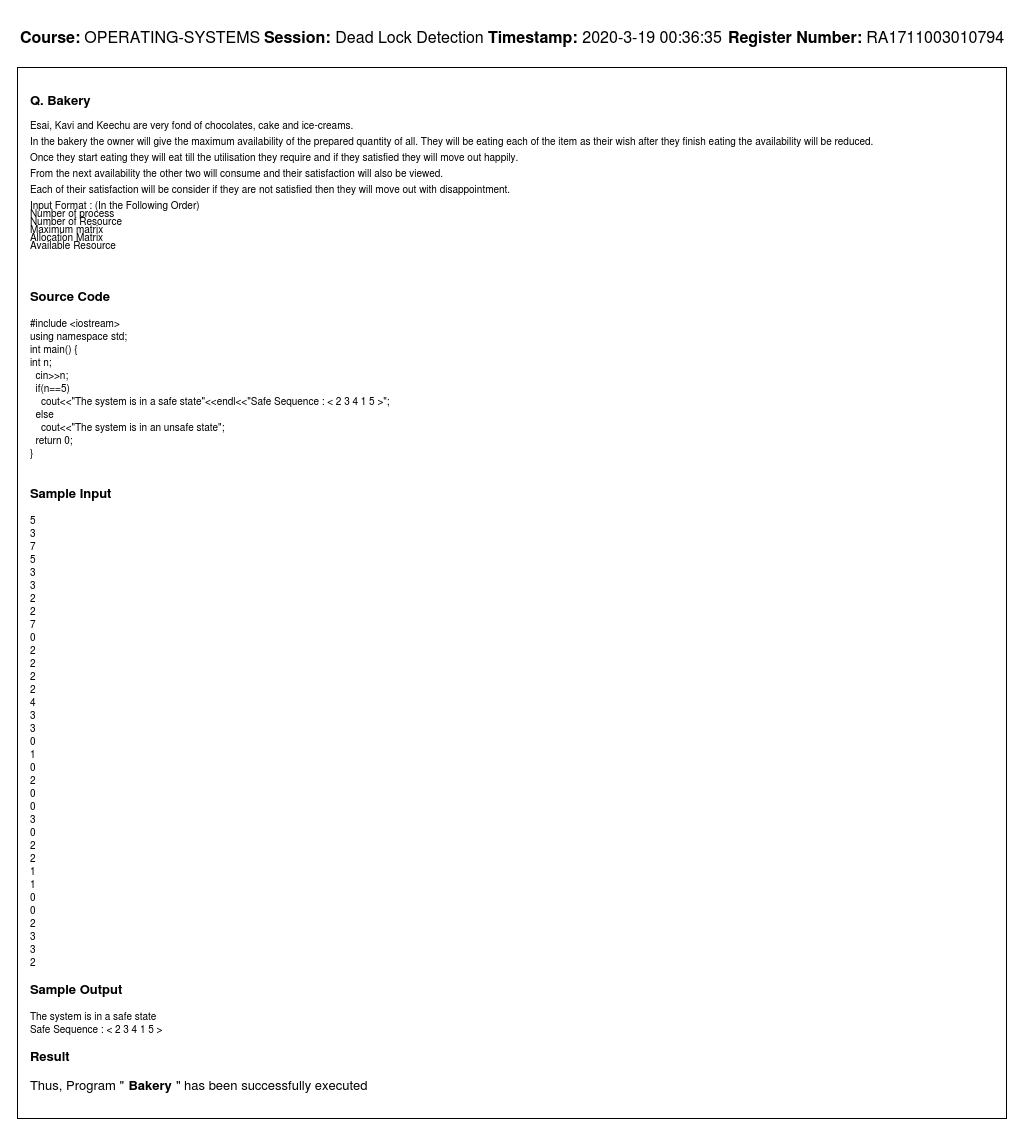 Course: OPERATING-SYSTEMS Session: Dead Lock Detection Timestamp: 2020-3-19 00:36:35 Register Number: RA1711003010794
Q. Bakery
Esai, Kavi and Keechu are very fond of chocolates, cake and ice-creams.
In the bakery the owner will give the maximum availability of the prepared quantity of all. They will be eating each of the item as their wish after they finish eating the availability will be reduced.
Once they start eating they will eat till the utilisation they require and if they satisfied they will move out happily.
From the next availability the other two will consume and their satisfaction will also be viewed.
Each of their satisfaction will be consider if they are not satisfied then they will move out with disappointment.
Input Format : (In the Following Order)
Number of process
Number of Resource
Maximum matrix
Allocation Matrix
Available Resource
Source Code
#include <iostream>
using namespace std;
int main() {
int n;
cin>>n;
if(n==5)
cout<<"The system is in a safe state"<<endl<<"Safe Sequence : < 2 3 4 1 5 >";
else
cout<<"The system is in an unsafe state";
return 0;
}
Sample Input
5
3
7
5
3
3
2
2
7
0
2
2
2
2
4
3
3
0
1
0
2
0
0
3
0
2
2
1
1
0
0
2
3
3
2
Sample Output
The system is in a safe state
Safe Sequence : < 2 3 4 1 5 >
Result
Thus, Program " Bakery " has been successfully executed